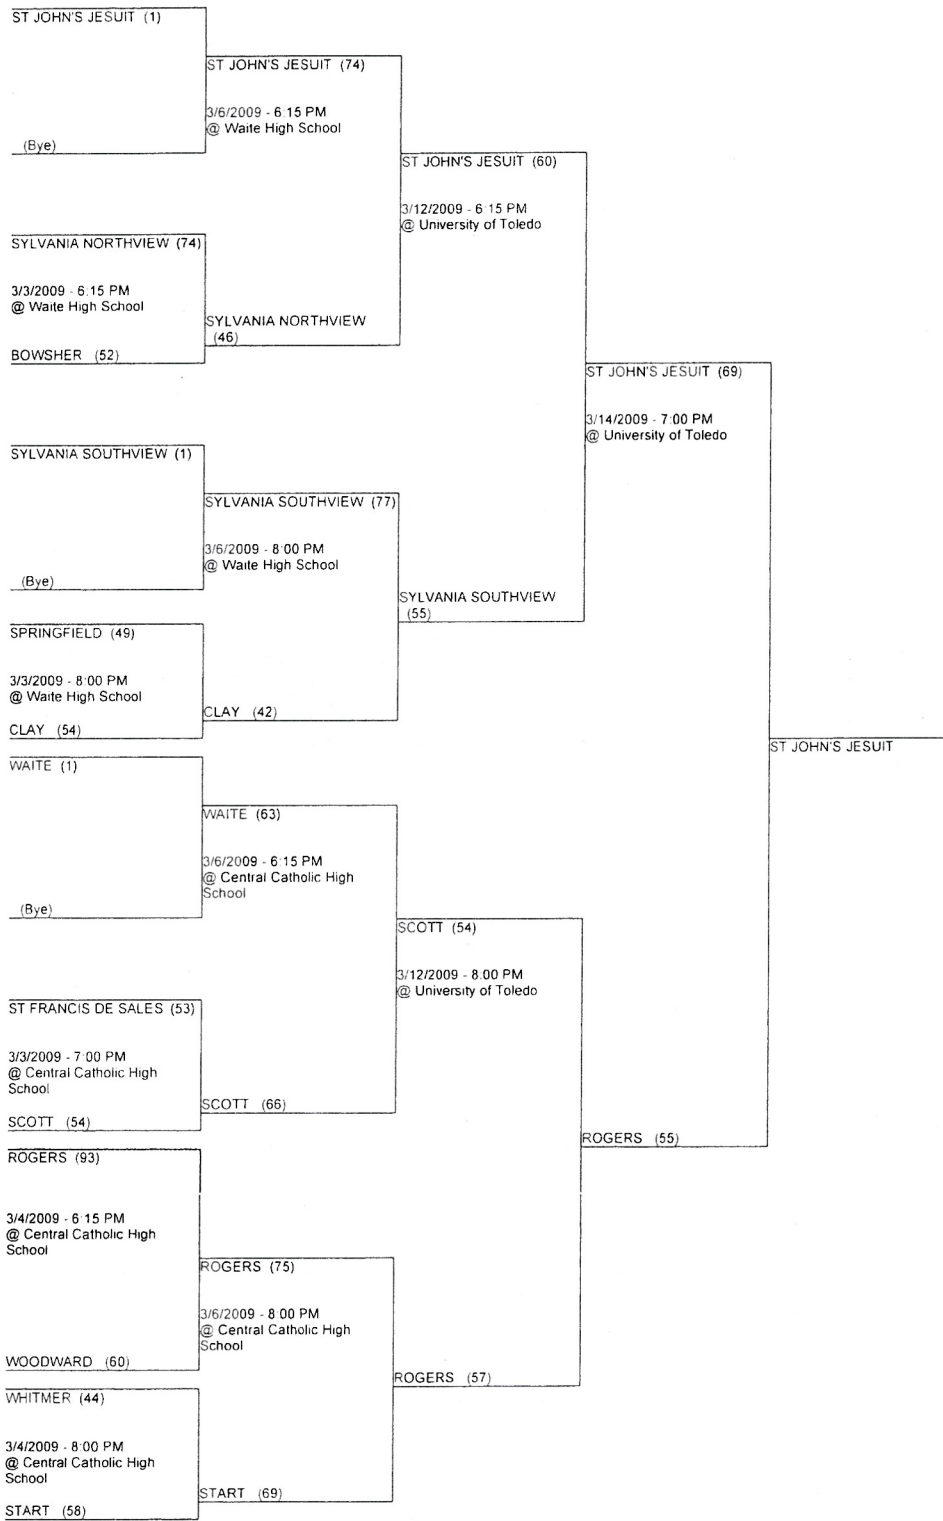 ST JOHN'S JESUIT (1)
ST JOHN'S JESUIT (74)
3/6/2009 - 6:15 PM
@ Waite High School
(Bye)
ST JOHN'S JESUIT (60)
3/12/2009 - 6:15 PM
@ University of Toledo
SYLVANIA NORTHVIEW (74)
3/3/2009 - 6:15 PM
@ Waite High School
SYLVANIA NORTHVIEW
(46)
BOWSHER (52)
ST JOHN'S JESUIT (69)
3/14/2009 - 7:00 PM
@ University of Toledo
SYLVANIA SOUTHVIEW (1)
SYLVANIA SOUTHVIEW (77)
3/6/2009 - 8:00 PM
@ Waite High School
(Bye)
SYLVANIA SOUTHVIEW
(55)
SPRINGFIELD (49)
3/3/2009 - 8:00 PM
@ Waite High School
CLAY (42)
CLAY (54)
ST JOHN'S JESUIT
WAITE (1)
WAITE (63)
3/6/2009 - 6:15 PM
@ Central Catholic High
School
(Bye)
SCOTT (54)
3/12/2009 - 8:00 PM
@ University of Toledo
ST FRANCIS DE SALES (53)
3/3/2009 - 7:00 PM
@ Central Catholic High
School
SCOTT (66)
SCOTT (54)
ROGERS (55)
ROGERS (93)
3/4/2009 - 6:15 PM
@ Central Catholic High
School
ROGERS (75)
3/6/2009 - 8:00 PM
@ Central Catholic High
School
WOODWARD (60)
ROGERS (57)
WHITMER (44)
3/4/2009 - 8:00 PM
@ Central Catholic High
School
START (69)
START (58)